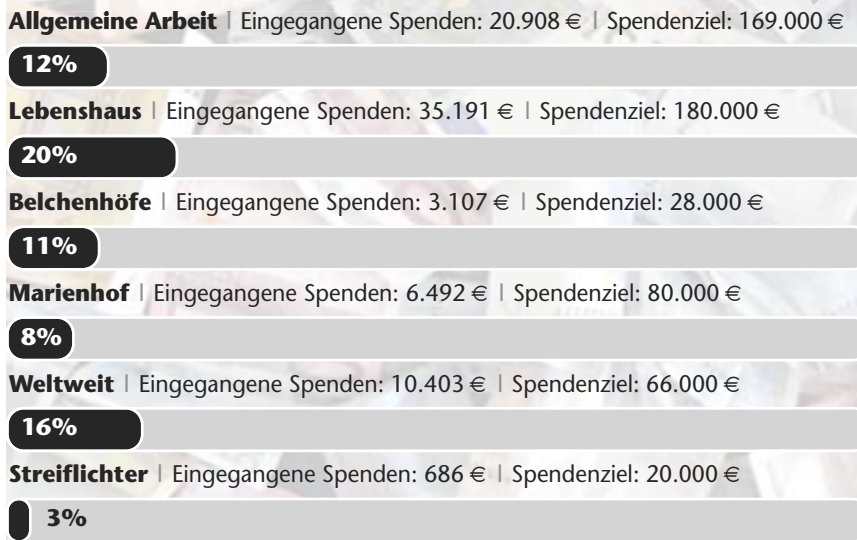 Allgemeine Arbeit | Eingegangene Spenden: 20.908 € | Spendenziel: 169.000 €
12%
Lebenshaus | Eingegangene Spenden: 35.191 € | Spendenziel: 180.000 €
20%
Belchenhöfe | Eingegangene Spenden: 3.107 € | Spendenziel: 28.000 €
11%
Marienhof | Eingegangene Spenden: 6.492 € | Spendenziel: 80.000 €
8%
Weltweit | Eingegangene Spenden: 10.403 € | Spendenziel: 66.000 €
16%
Streiflichter | Eingegangene Spenden: 686 € | Spendenziel: 20.000 €
3%